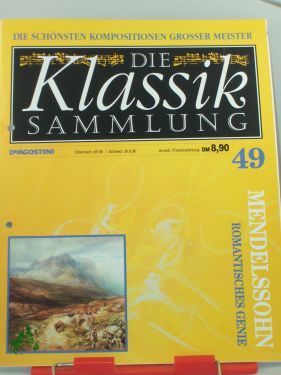 DIE SCHÖNSTEN KOMPOSITIONEN GROSSER MEISTER
DIE
Klassik
SAMMLUNG
DEAGOSTINI
DM 8,90
49
MENDELSSOHN
ROMANTISCHES GENIE